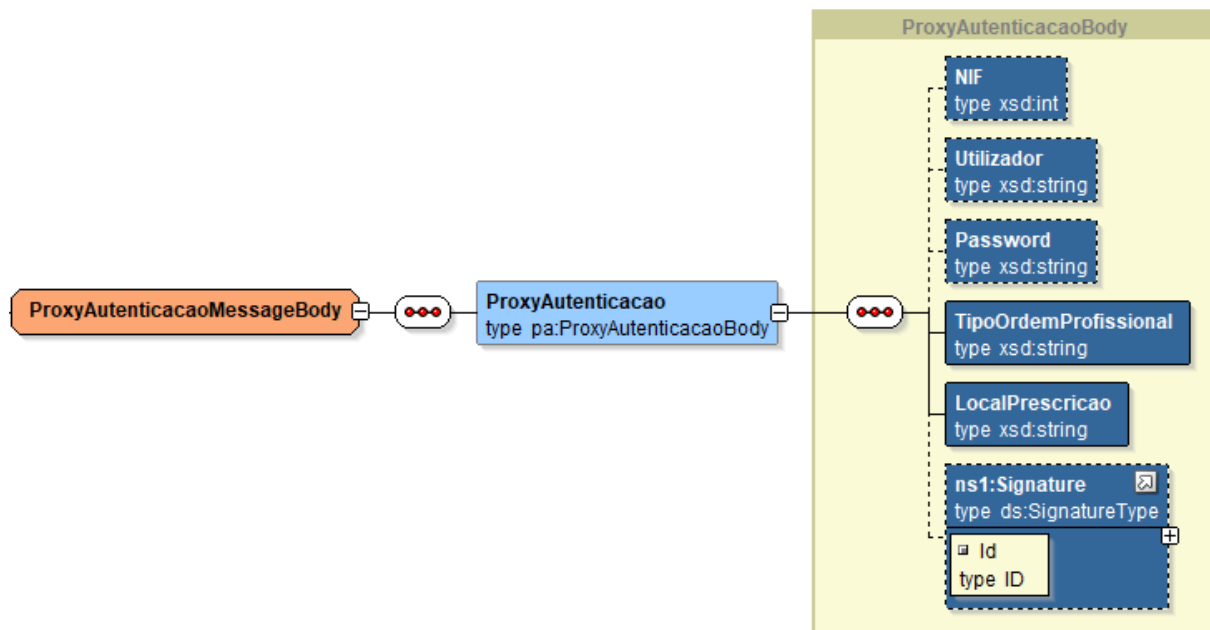 ProxyAutenticacaoBody
NIF
type xsd:int
Utilizador
type xsd:string
Password
type xsd:string
ProxyAutenticacaoMessageBody
ProxyAutenticacao
type pa:ProxyAutenticacaoBody
TipoOrdemProfissional
type xsd:string
LocalPrescricao
type xsd:string
ns1:Signature
type ds:SignatureType
Id
type ID